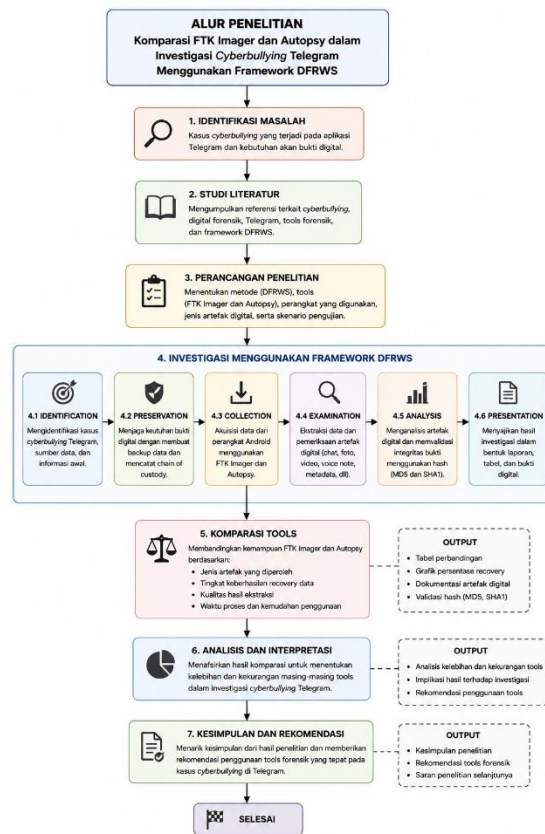 ALUR PENELITIAN
Komparasi FTK Imager dan Autopsy dalam
Investigasi Cyberbullying Telegram
Menggunakan Framework DFRWS
1. IDENTIFIKASI MASALAH
Kasus cyberbullying yang terjadi pada aplikasi
Telegram dan kebutuhan akan bukti digital.
2. STUDI LITERATUR
Mengumpulkan referensi terkait cyberbullying,
digital forensik, Telegram, tools forensik,
dan framework DFRWS.
3. PERANCANGAN PENELITIAN
Menentukan metode (DFRWS), tools
(FTK Imager dan Autopsy), perangkat yang digunakan,
jenis artefak digital, serta skenario pengujian.
4. INVESTIGASI MENGGUNAKAN FRAMEWORK DFRWS
4.1 IDENTIFICATION
Mengidentifikasi kasus
cyberbullying Telegram,
sumber data, dan
informasi awal.
4.2 PRESERVATION
Menjaga keutuhan bukti
digital dengan membuat
backup data dan
mencatat chain of
custody.
4.3 COLLECTION
Akuisisi data dari
perangkat Android
menggunakan
FTK Imager dan
Autopsy.
4.4 EXAMINATION
Ekstraksi data dan
pemeriksaan artefak
digital (chat, foto,
video, voice note,
metadata, dll).
4.5 ANALYSIS
Menganalisis artefak
digital dan memvalidasi
integritas bukti
menggunakan hash
(MD5 dan SHA1).
4.6 PRESENTATION
Menyajikan hasil
investigasi dalam
bentuk laporan,
tabel, dan bukti
digital.
5. KOMPARASI TOOLS
Membandingkan kemampuan FTK Imager dan Autopsy
berdasarkan:
• Jenis artefak yang diperoleh
• Tingkat keberhasilan recovery data
• Kualitas hasil ekstraksi
• Waktu proses dan kemudahan penggunaan
OUTPUT
• Tabel perbandingan
• Grafik persentase recovery
• Dokumentasi artefak digital
• Validasi hash (MD5, SHA1)
6. ANALISIS DAN INTERPRETASI
Menafsirkan hasil komparasi untuk menentukan
kelebihan dan kekurangan masing-masing tools
dalam investigasi cyberbullying Telegram.
OUTPUT
• Analisis kelebihan dan kekurangan tools
• Implikasi hasil terhadap investigasi
• Rekomendasi penggunaan tools
7. KESIMPULAN DAN REKOMENDASI
Menarik kesimpulan dari hasil penelitian dan memberikan
rekomendasi penggunaan tools forensik yang tepat pada
kasus cyberbullying di Telegram.
OUTPUT
• Kesimpulan penelitian
• Rekomendasi tools forensik
• Saran penelitian selanjutnya
SELESAI